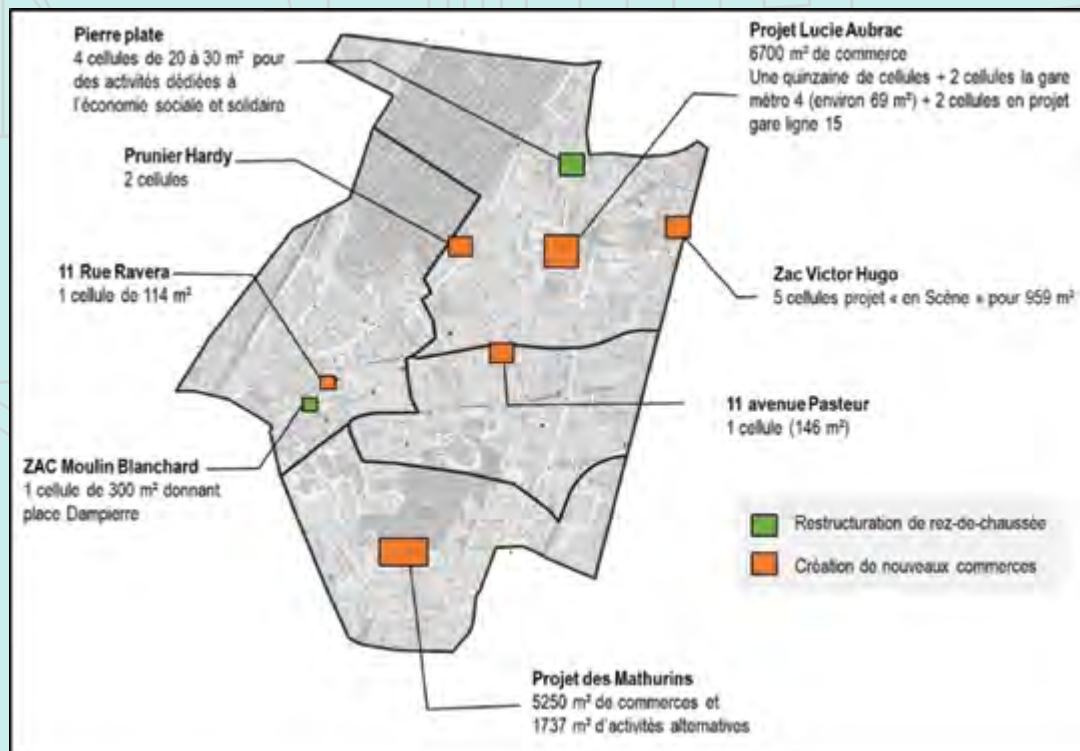 Pierre plate
4 cellules de 20 à 30 m² pour
des activités dédiées à
l'économie sociale et solidaire
Projet Lucie Aubrac
6700 m² de commerce
Une quinzaine de cellules + 2 cellules la gare
métro 4 (environ 69 m²) + 2 cellules en projet
gare ligne 15
Prunier Hardy
2 cellules
11 Rue Ravera
1 cellule de 114 m²
Zac Victor Hugo
5 cellules projet « en Scène » pour 959 m²
11 avenue Pasteur
1 cellule (146 m²)
ZAC Moulin Blanchard
1 cellule de 300 m² donnant
place Dampierre
Restructuration de rez-de-chaussée
Création de nouveaux commerces
Projet des Mathurins
5250 m² de commerces et
1737 m² d'activités alternatives